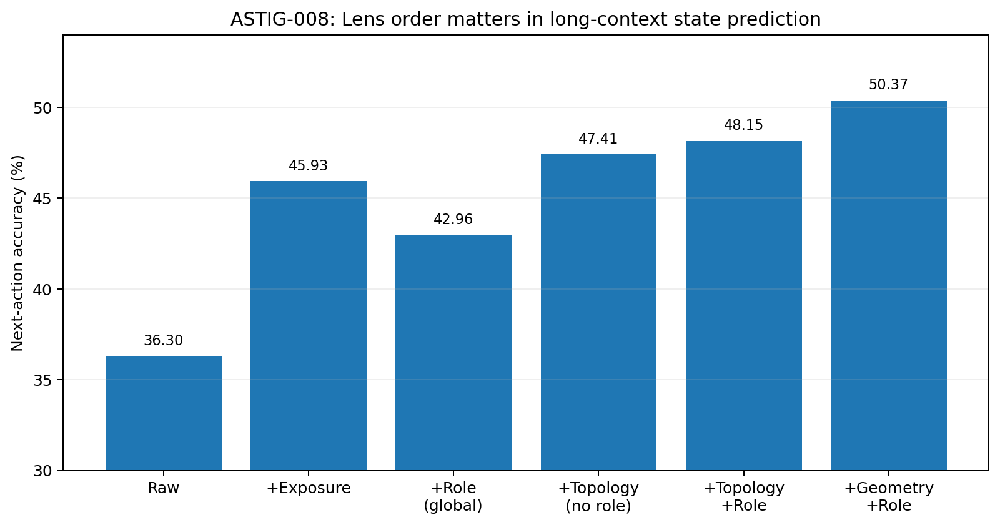 ASTIG-008: Lens order matters in long-context state prediction
Next-action accuracy (%)
50
45
40
35
30
36.30
45.93
42.96
47.41
48.15
50.37
Raw
+Exposure
+Role
(global)
+Topology
(no role)
+Topology
+Role
+Geometry
+Role